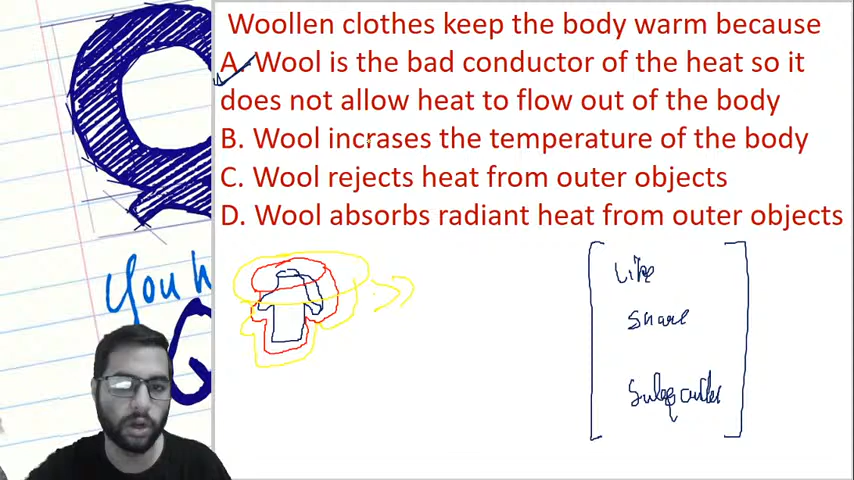 Woollen clothes keep the body warm because
A. Wool is the bad conductor of the heat so it
does not allow heat to flow out of the body
B. Wool incrases the temperature of the body
C. Wool rejects heat from outer objects
D. Wool absorbs radiant heat from outer objects
You
Like
Share